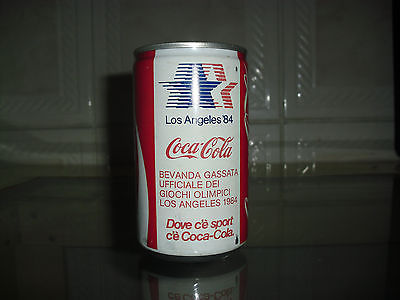 Los Angeles '84
Coca-Cola
BEVANDA GASSATA
UFFICIALE DEI
GIOCHI OLIMPICI
LOS ANGELES 1984
Dove c'è sport
c'è Coca-Cola.